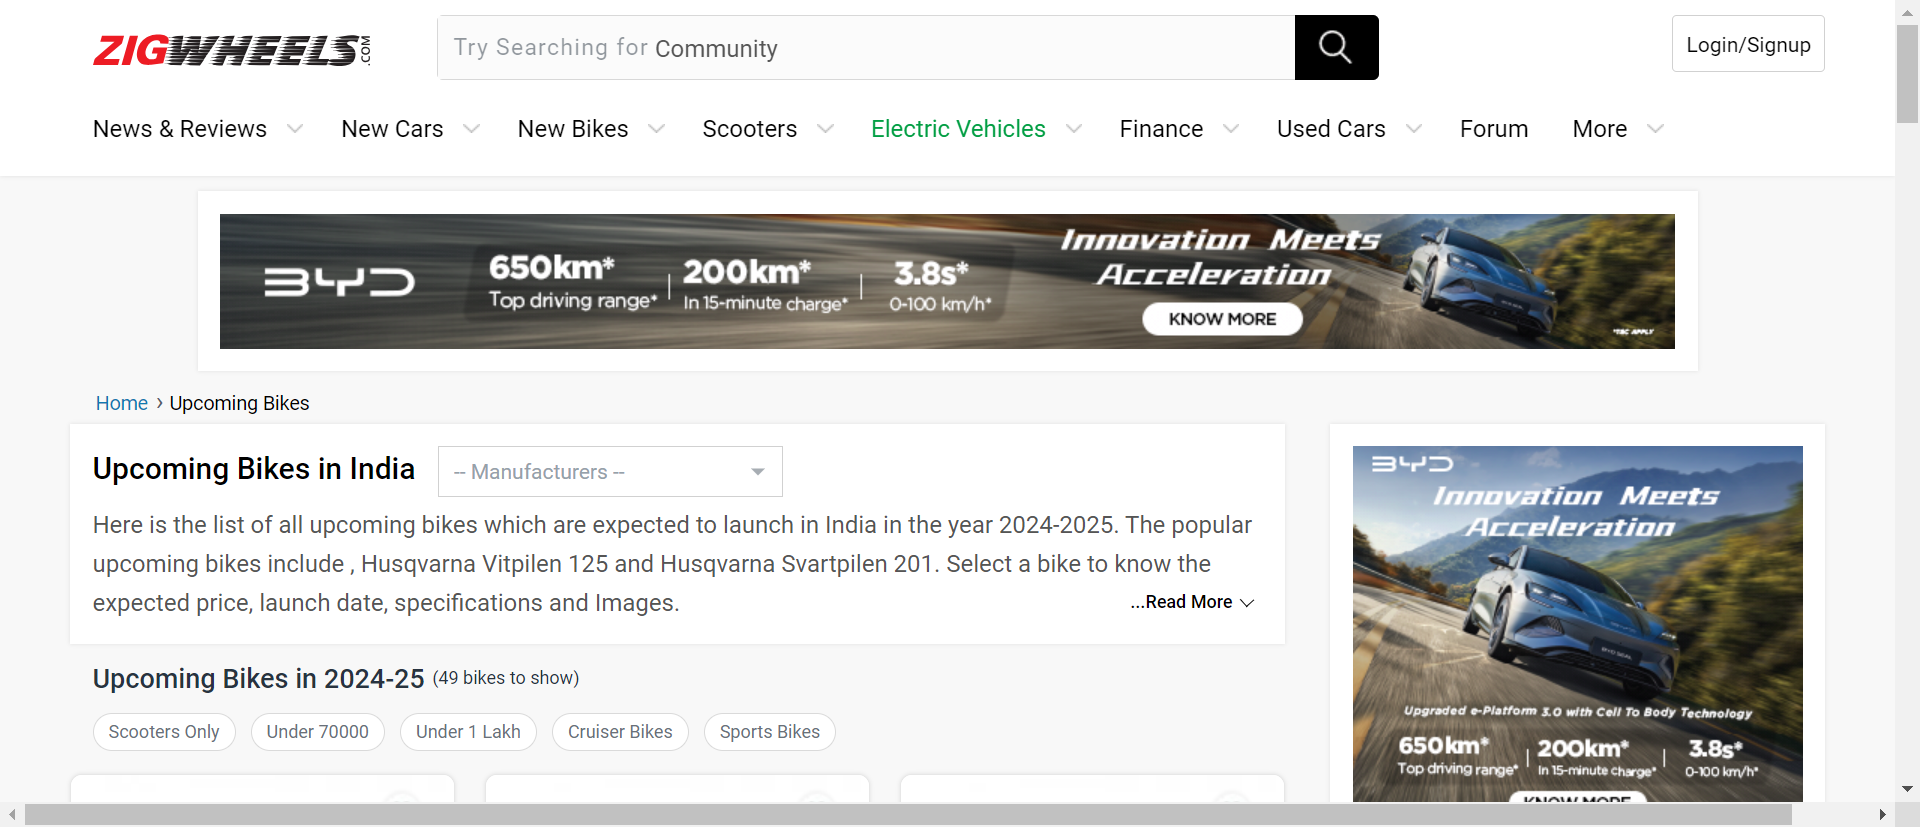 ZIGWHEELS.COM
Try Searching for Community
Login/Signup
News & Reviews
New Cars
New Bikes
Scooters
Electric Vehicles
Finance
Used Cars
Forum
More
BYD
650km*
Top driving range*
200km*
In 15-minute charge*
3.8s*
0-100 km/h*
Innovation Meets
Acceleration
KNOW MORE
*T&C APPLY
Home › Upcoming Bikes
Upcoming Bikes in India
-- Manufacturers --
Here is the list of all upcoming bikes which are expected to launch in India in the year 2024-2025. The popular
upcoming bikes include , Husqvarna Vitpilen 125 and Husqvarna Svartpilen 201. Select a bike to know the
expected price, launch date, specifications and Images.
...Read More
Upcoming Bikes in 2024-25 (49 bikes to show)
Scooters Only
Under 70000
Under 1 Lakh
Cruiser Bikes
Sports Bikes
BYD
Innovation Meets
Acceleration
BYD SEAL
Upgraded e-Platform 3.0 with Cell To Body Technology
650km*
Top driving range*
200km*
In 15-minute charge*
3.8s*
0-100 km/h*
KNOW MORE